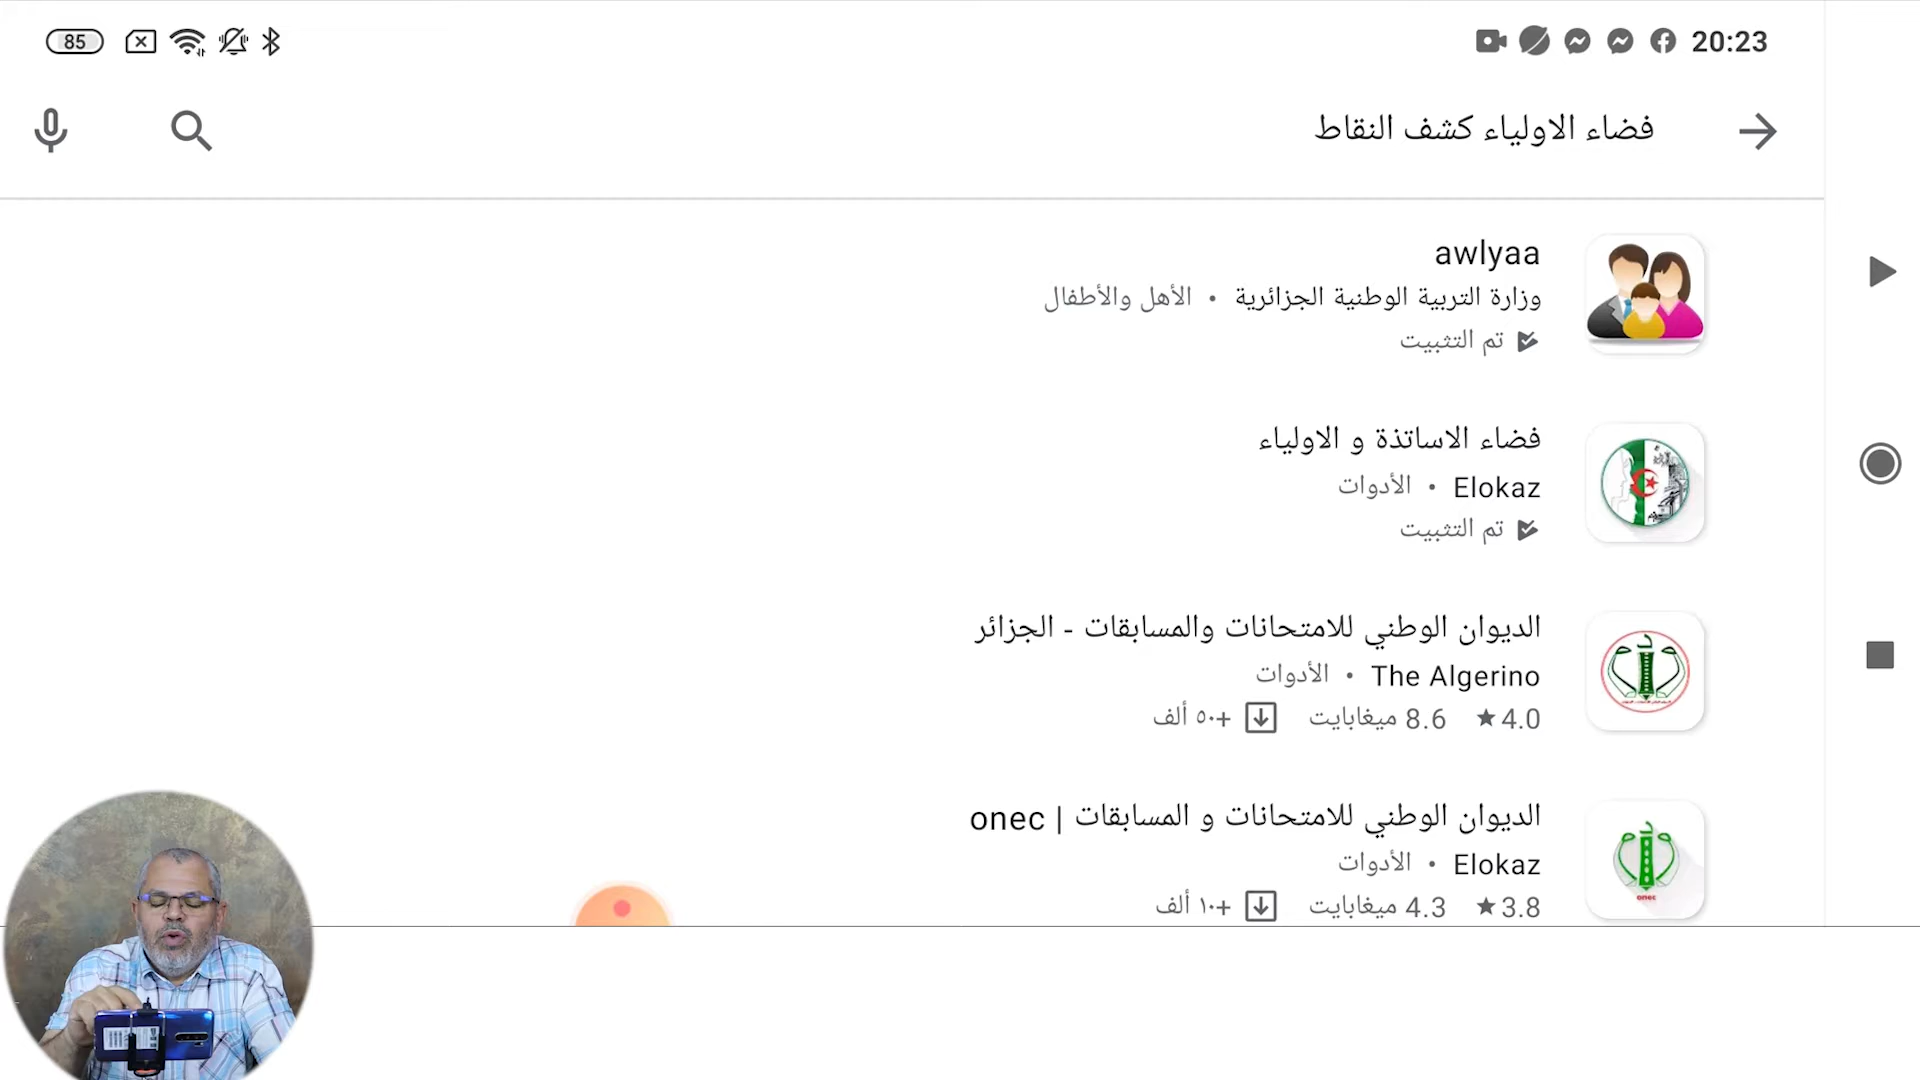 85
20:23
فضاء الاولياء كشف النقاط
awlyaa
وزارة التربية الوطنية الجزائرية • الأهل والأطفال
تم التثبيت
فضاء الاساتذة و الاولياء
Elokaz • الأدوات
تم التثبيت
الديوان الوطني للامتحانات والمسابقات - الجزائر
The Algerino • الأدوات
4.0★ 8.6 ميغابايت +٥٠ ألف
الديوان الوطني للامتحانات و المسابقات | onec
Elokaz • الأدوات
3.8★ 4.3 ميغابايت +١٠ ألف
onec